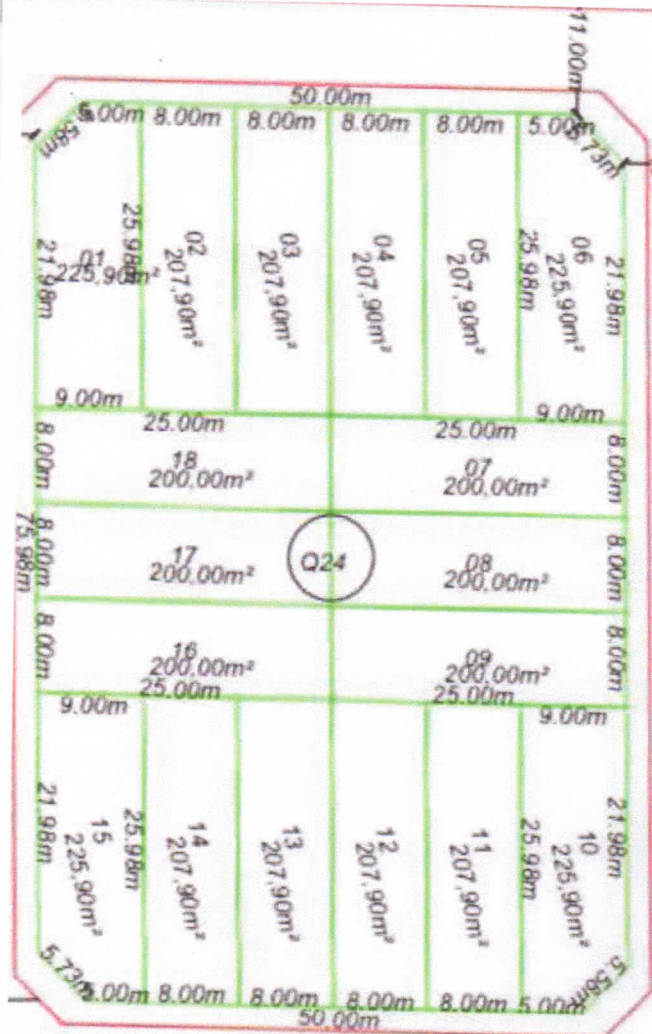 11.00m
50.00m
5.00m 8.00m 8.00m 8.00m 8.00m 5.00m
5.73m
21.98m
01
225,90m²
25.98m
02
207,90m²
03
207,90m²
04
207,90m²
05
207,90m²
25.98m
06
225,90m²
21.98m
9.00m
9.00m
25.00m
25.00m
8.00m
18
200,00m²
07
200,00m²
8.00m
75.98m
8.00m
17
200,00m²
Q24
08
200,00m²
8.00m
8.00m
16
200,00m²
09
200,00m²
8.00m
25.00m
25.00m
9.00m
9.00m
21.98m
15
225,90m²
25.98m
14
207,90m²
13
207,90m²
12
207,90m²
11
207,90m²
25.98m
10
225,90m²
21.98m
5.73m
5.58m
5.00m 8.00m 8.00m 8.00m 8.00m 5.00m
50.00m